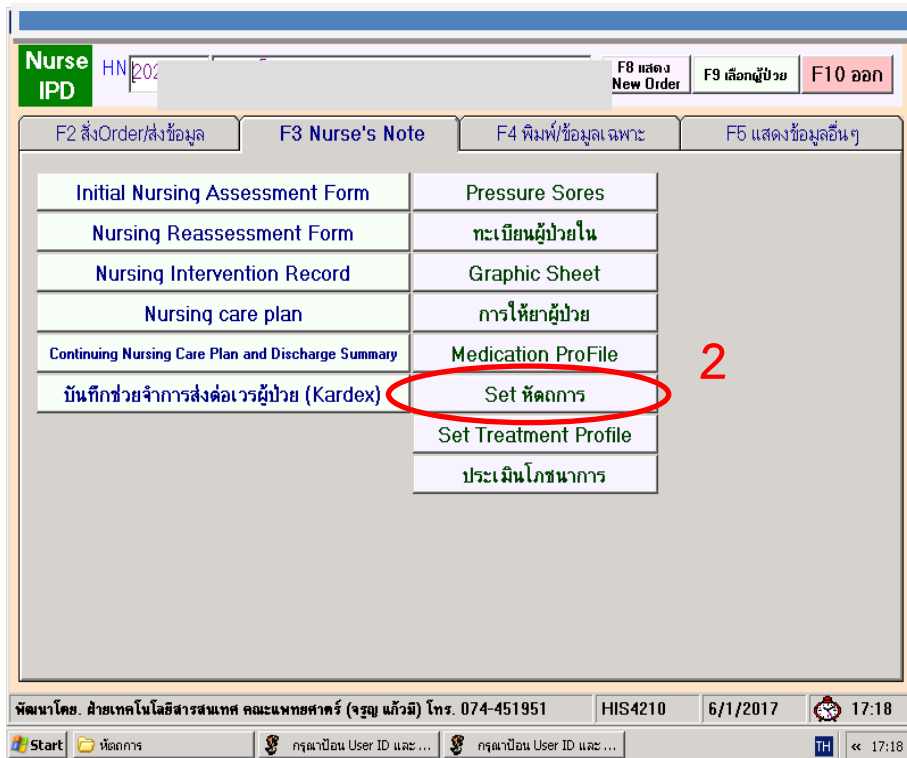 Nurse IPD
HN 202
F8 แสดง New Order
F9 เลือกผู้ป่วย
F10 ออก
F2 สั่งOrder/ส่งข้อมูล
F3 Nurse's Note
F4 พิมพ์/ข้อมูลเฉพาะ
F5 แสดงข้อมูลอื่นๆ
Initial Nursing Assessment Form
Pressure Sores
Nursing Reassessment Form
ทะเบียนผู้ป่วยใน
Nursing Intervention Record
Graphic Sheet
Nursing care plan
การให้ยาผู้ป่วย
Continuing Nursing Care Plan and Discharge Summary
Medication ProFile
บันทึกช่วยจำการส่งต่อเวรผู้ป่วย (Kardex)
Set หัตถการ
2
Set Treatment Profile
ประเมินโภชนาการ
พัฒนาโดย. ฝ่ายเทคโนโลยีสารสนเทศ คณะแพทยศาตร์ (จรูญ แก้วมี) โทร. 074-451951
HIS4210
6/1/2017
17:18
Start
หัตถการ
กรุณาป้อน User ID และ ...
กรุณาป้อน User ID และ ...
TH
« 17:18